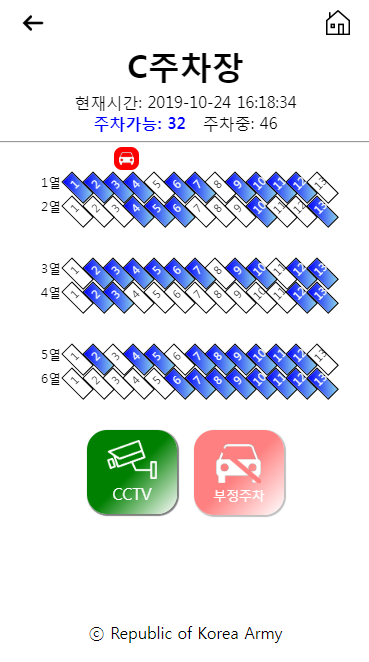 C주차장
현재시간: 2019-10-24 16:18:34
주차가능: 32 주차중: 46
1열 1 2 3 4 5 6 7 8 9 10 11 12 13
2열 1 2 3 4 5 6 7 8 9 10 11 12 13
3열 1 2 3 4 5 6 7 8 9 10 11 12 13
4열 1 2 3 4 5 6 7 8 9 10 11 12 13
5열 1 2 3 4 5 6 7 8 9 10 11 12 13
6열 1 2 3 4 5 6 7 8 9 10 11 12 13
CCTV 부정주차
ⓒ Republic of Korea Army